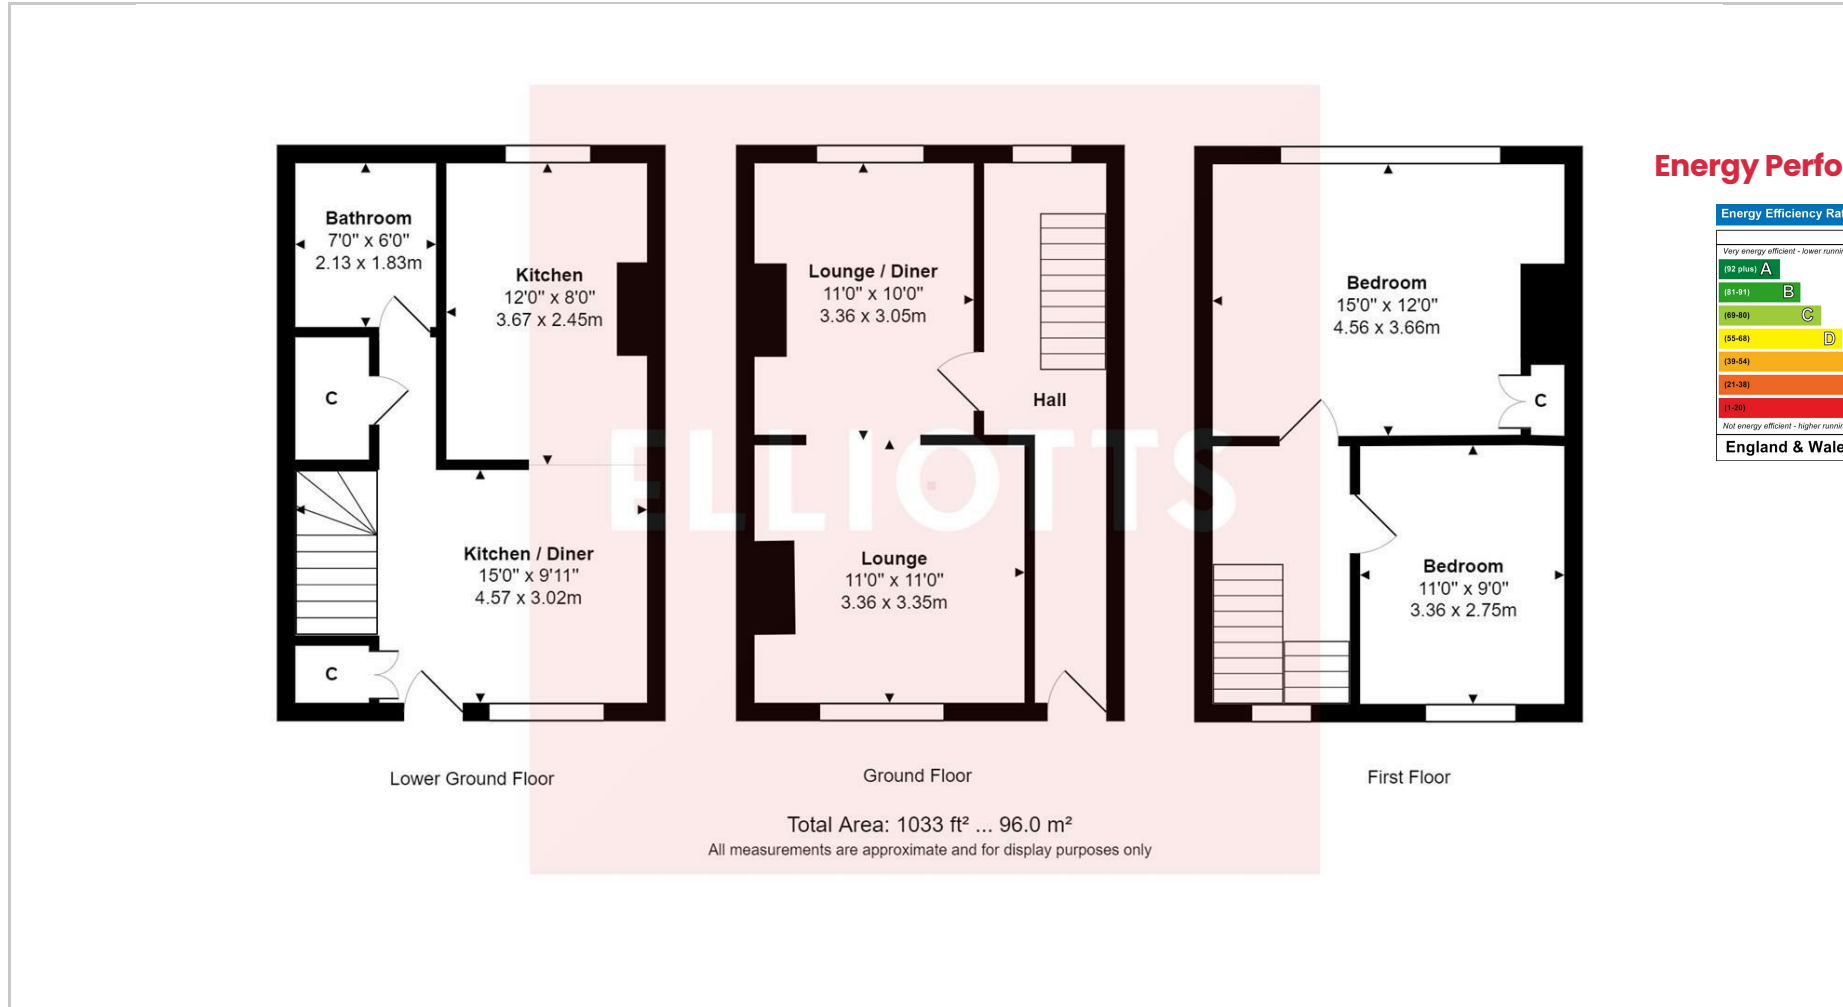 Bathroom
7'0" x 6'0"
2.13 x 1.83m
Kitchen
12'0" x 8'0"
3.67 x 2.45m
C
Kitchen / Diner
15'0" x 9'11"
4.57 x 3.02m
C
Lower Ground Floor
Lounge / Diner
11'0" x 10'0"
3.36 x 3.05m
Hall
ELLIOTTS
Lounge
11'0" x 11'0"
3.36 x 3.35m
Ground Floor
Bedroom
15'0" x 12'0"
4.56 x 3.66m
C
Bedroom
11'0" x 9'0"
3.36 x 2.75m
First Floor
Total Area: 1033 ft² ... 96.0 m²
All measurements are approximate and for display purposes only
Energy Perfo
Energy Efficiency Rat
Very energy efficient - lower runnin
(92 plus) A
(81-91) B
(69-80) C
(55-68) D
(39-54)
(21-38)
(1-20)
Not energy efficient - higher runnin
England & Wale